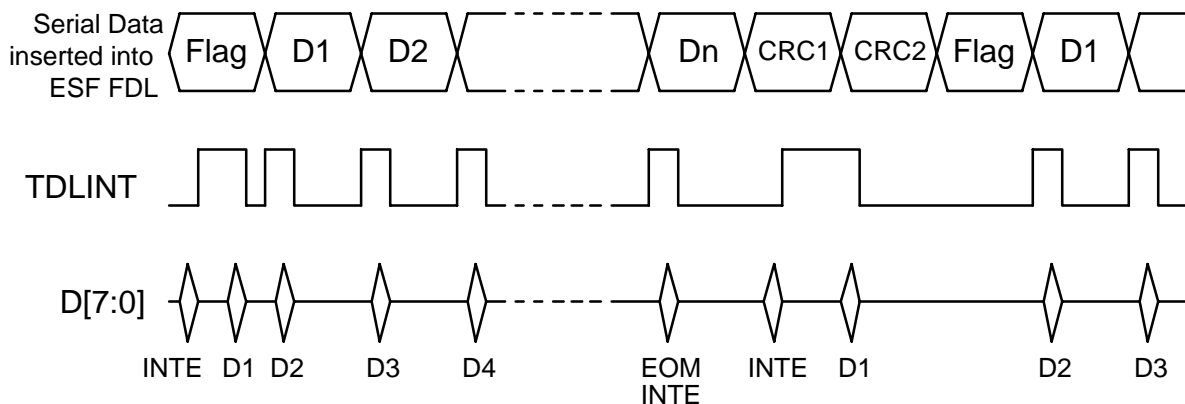 Serial Data
inserted into
ESF FDL
Flag D1 D2 Dn CRC1 CRC2 Flag D1
TDLINT
D[7:0]
INTE D1 D2 D3 D4 EOM INTE D1 D2 D3
INTE